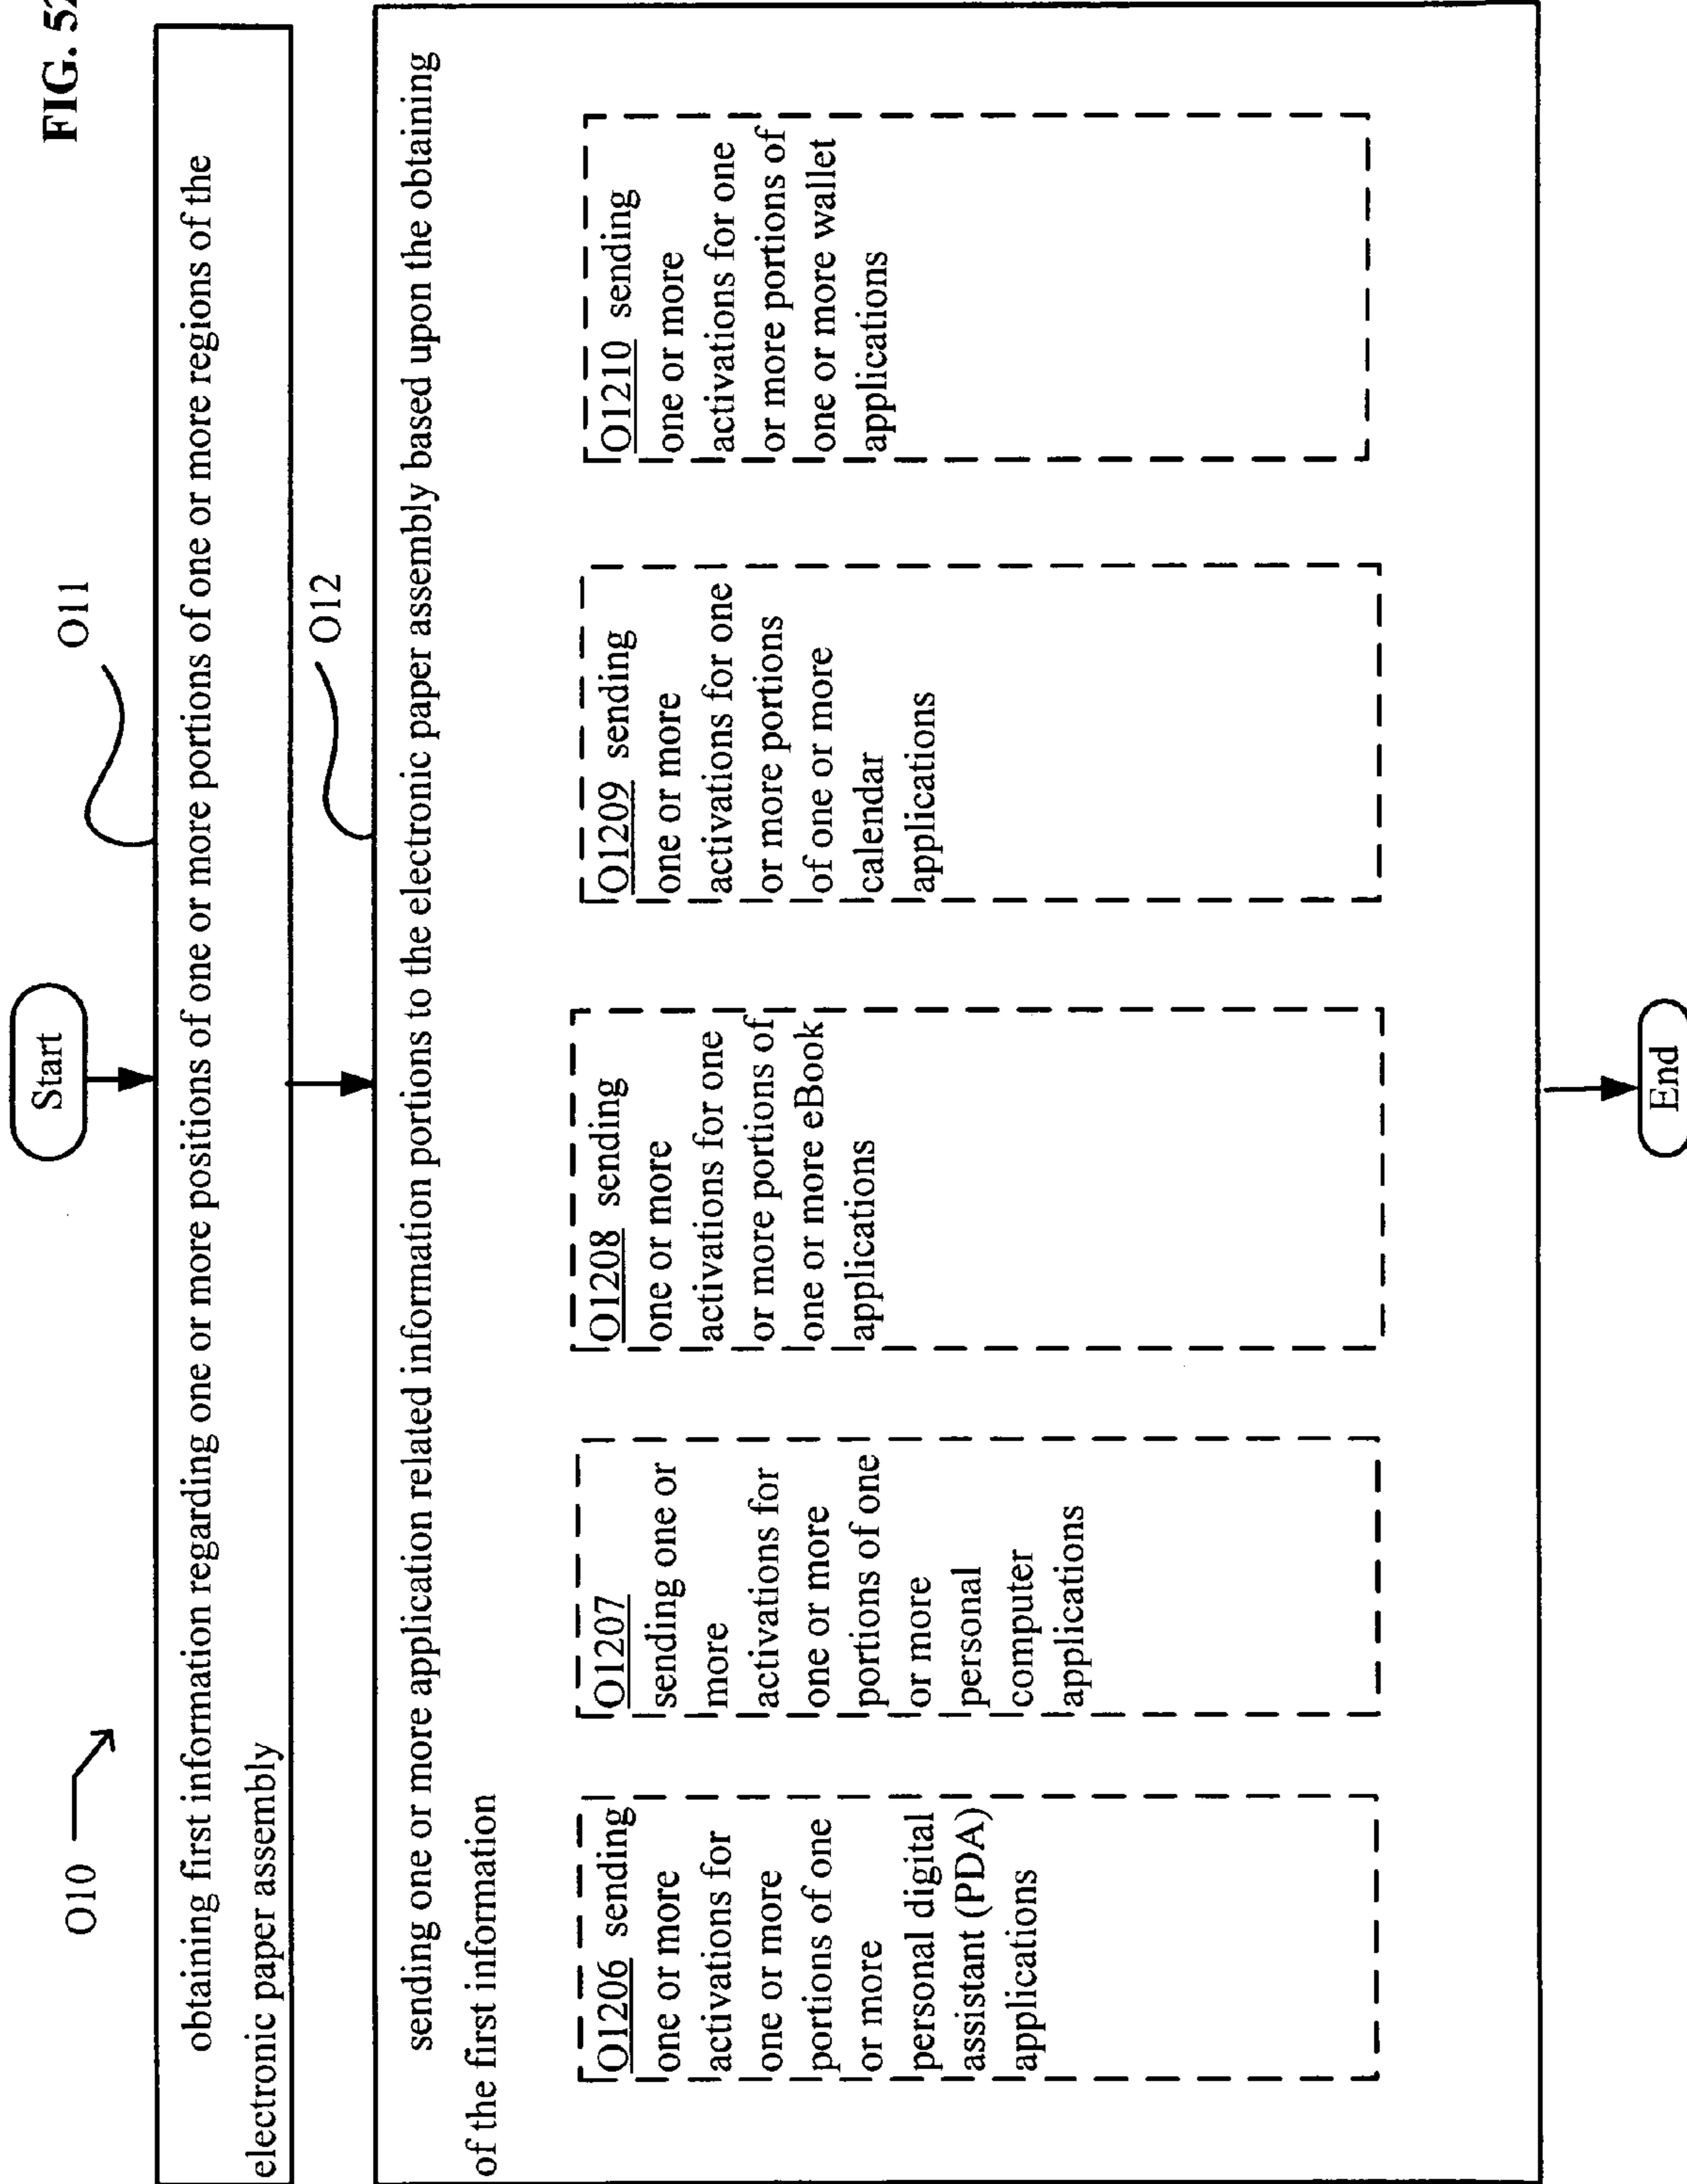 FIG. 52
O10
Start
O11
obtaining first information regarding one or more positions of one or more portions of one or more regions of the
electronic paper assembly
O12
sending one or more application related information portions to the electronic paper assembly based upon the obtaining
of the first information
O1206 sending
one or more
activations for
one or more
portions of one
or more
personal digital
assistant (PDA)
applications
O1207
sending one or
more
activations for
one or more
portions of one
or more
personal
computer
applications
O1208 sending
one or more
activations for one
or more portions of
one or more eBook
applications
O1209 sending
one or more
activations for one
or more portions
of one or more
calendar
applications
O1210 sending
one or more
activations for one
or more portions of
one or more wallet
applications
End